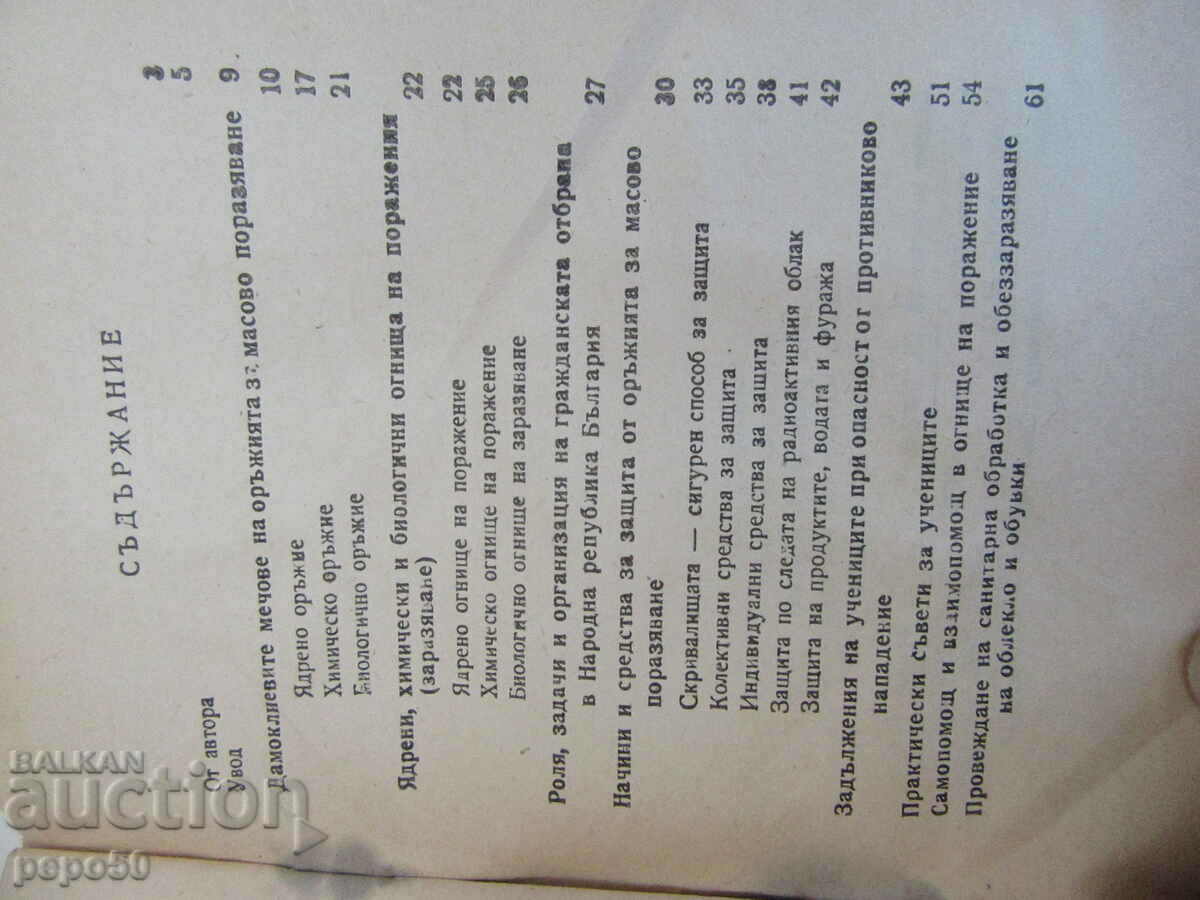 СЪДЪРЖАНИЕ
От автора 3
Увод 5
Дамоклиевите мечове на оръжията за масово поразяване 9
Ядрено оръжие 10
Химическо оръжие 17
Биологично оръжие 21
Ядрени, химически и биологични огнища на поражения
(заразяване) 22
Ядрено огнище на поражение 22
Химическо огнище на поражение 25
Биологично огнище на заразяване 26
Роля, задачи и организация на гражданската отбрана
в Народна република България 27
Начини и средства за защита от оръжията за масово
поразяване 30
Скривалищата — сигурен способ за защита 33
Колективни средства за защита 35
Индивидуални средства за защита 38
Защита по следата на радиоактивния облак 41
Защита на продуктите, водата и фуража 42
Задължения на учениците при опасност от противниково
нападение 43
Практически съвети за учениците 51
Самопомощ и взаимопомощ в огнище на поражение 54
Провеждане на санитарна обработка и обеззаразяване
на облекло и обувки 61
BALKAN
auction
pepo50